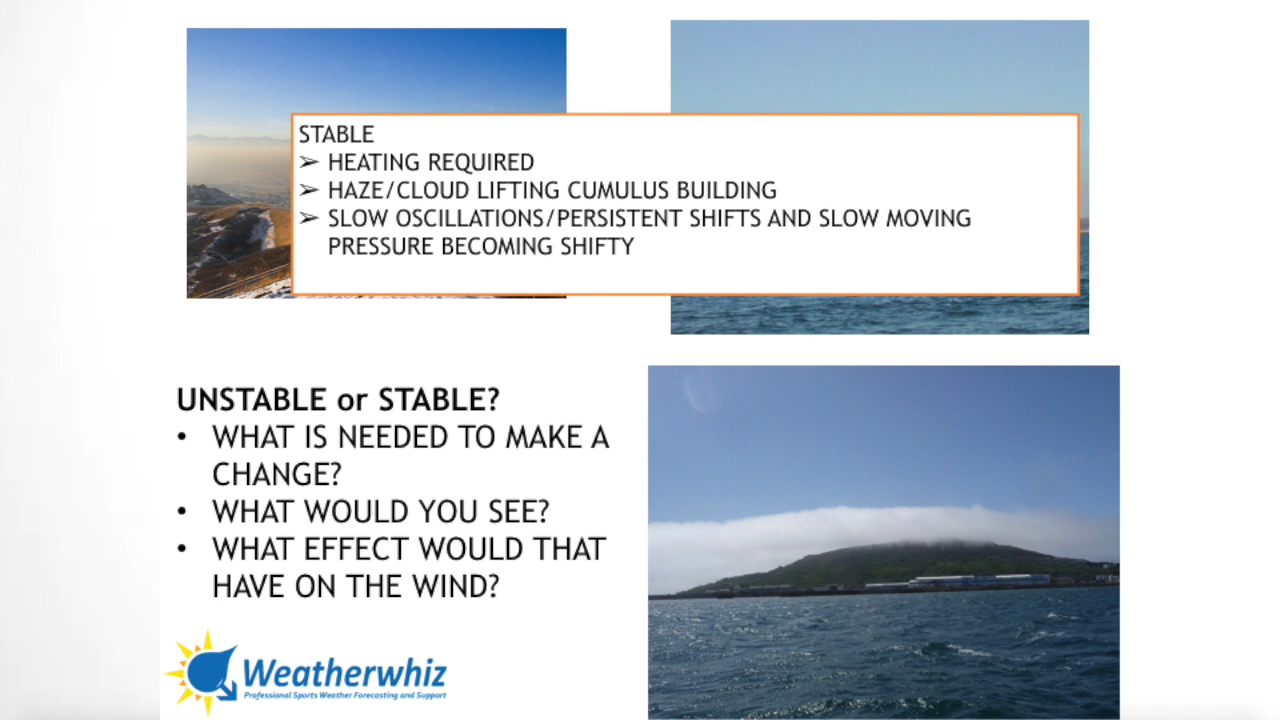 STABLE
➢ HEATING REQUIRED
➢ HAZE/CLOUD LIFTING CUMULUS BUILDING
➢ SLOW OSCILLATIONS/PERSISTENT SHIFTS AND SLOW MOVING
PRESSURE BECOMING SHIFTY
UNSTABLE or STABLE?
• WHAT IS NEEDED TO MAKE A
CHANGE?
• WHAT WOULD YOU SEE?
• WHAT EFFECT WOULD THAT
HAVE ON THE WIND?
Weatherwhiz
Professional Sports Weather Forecasting and Support